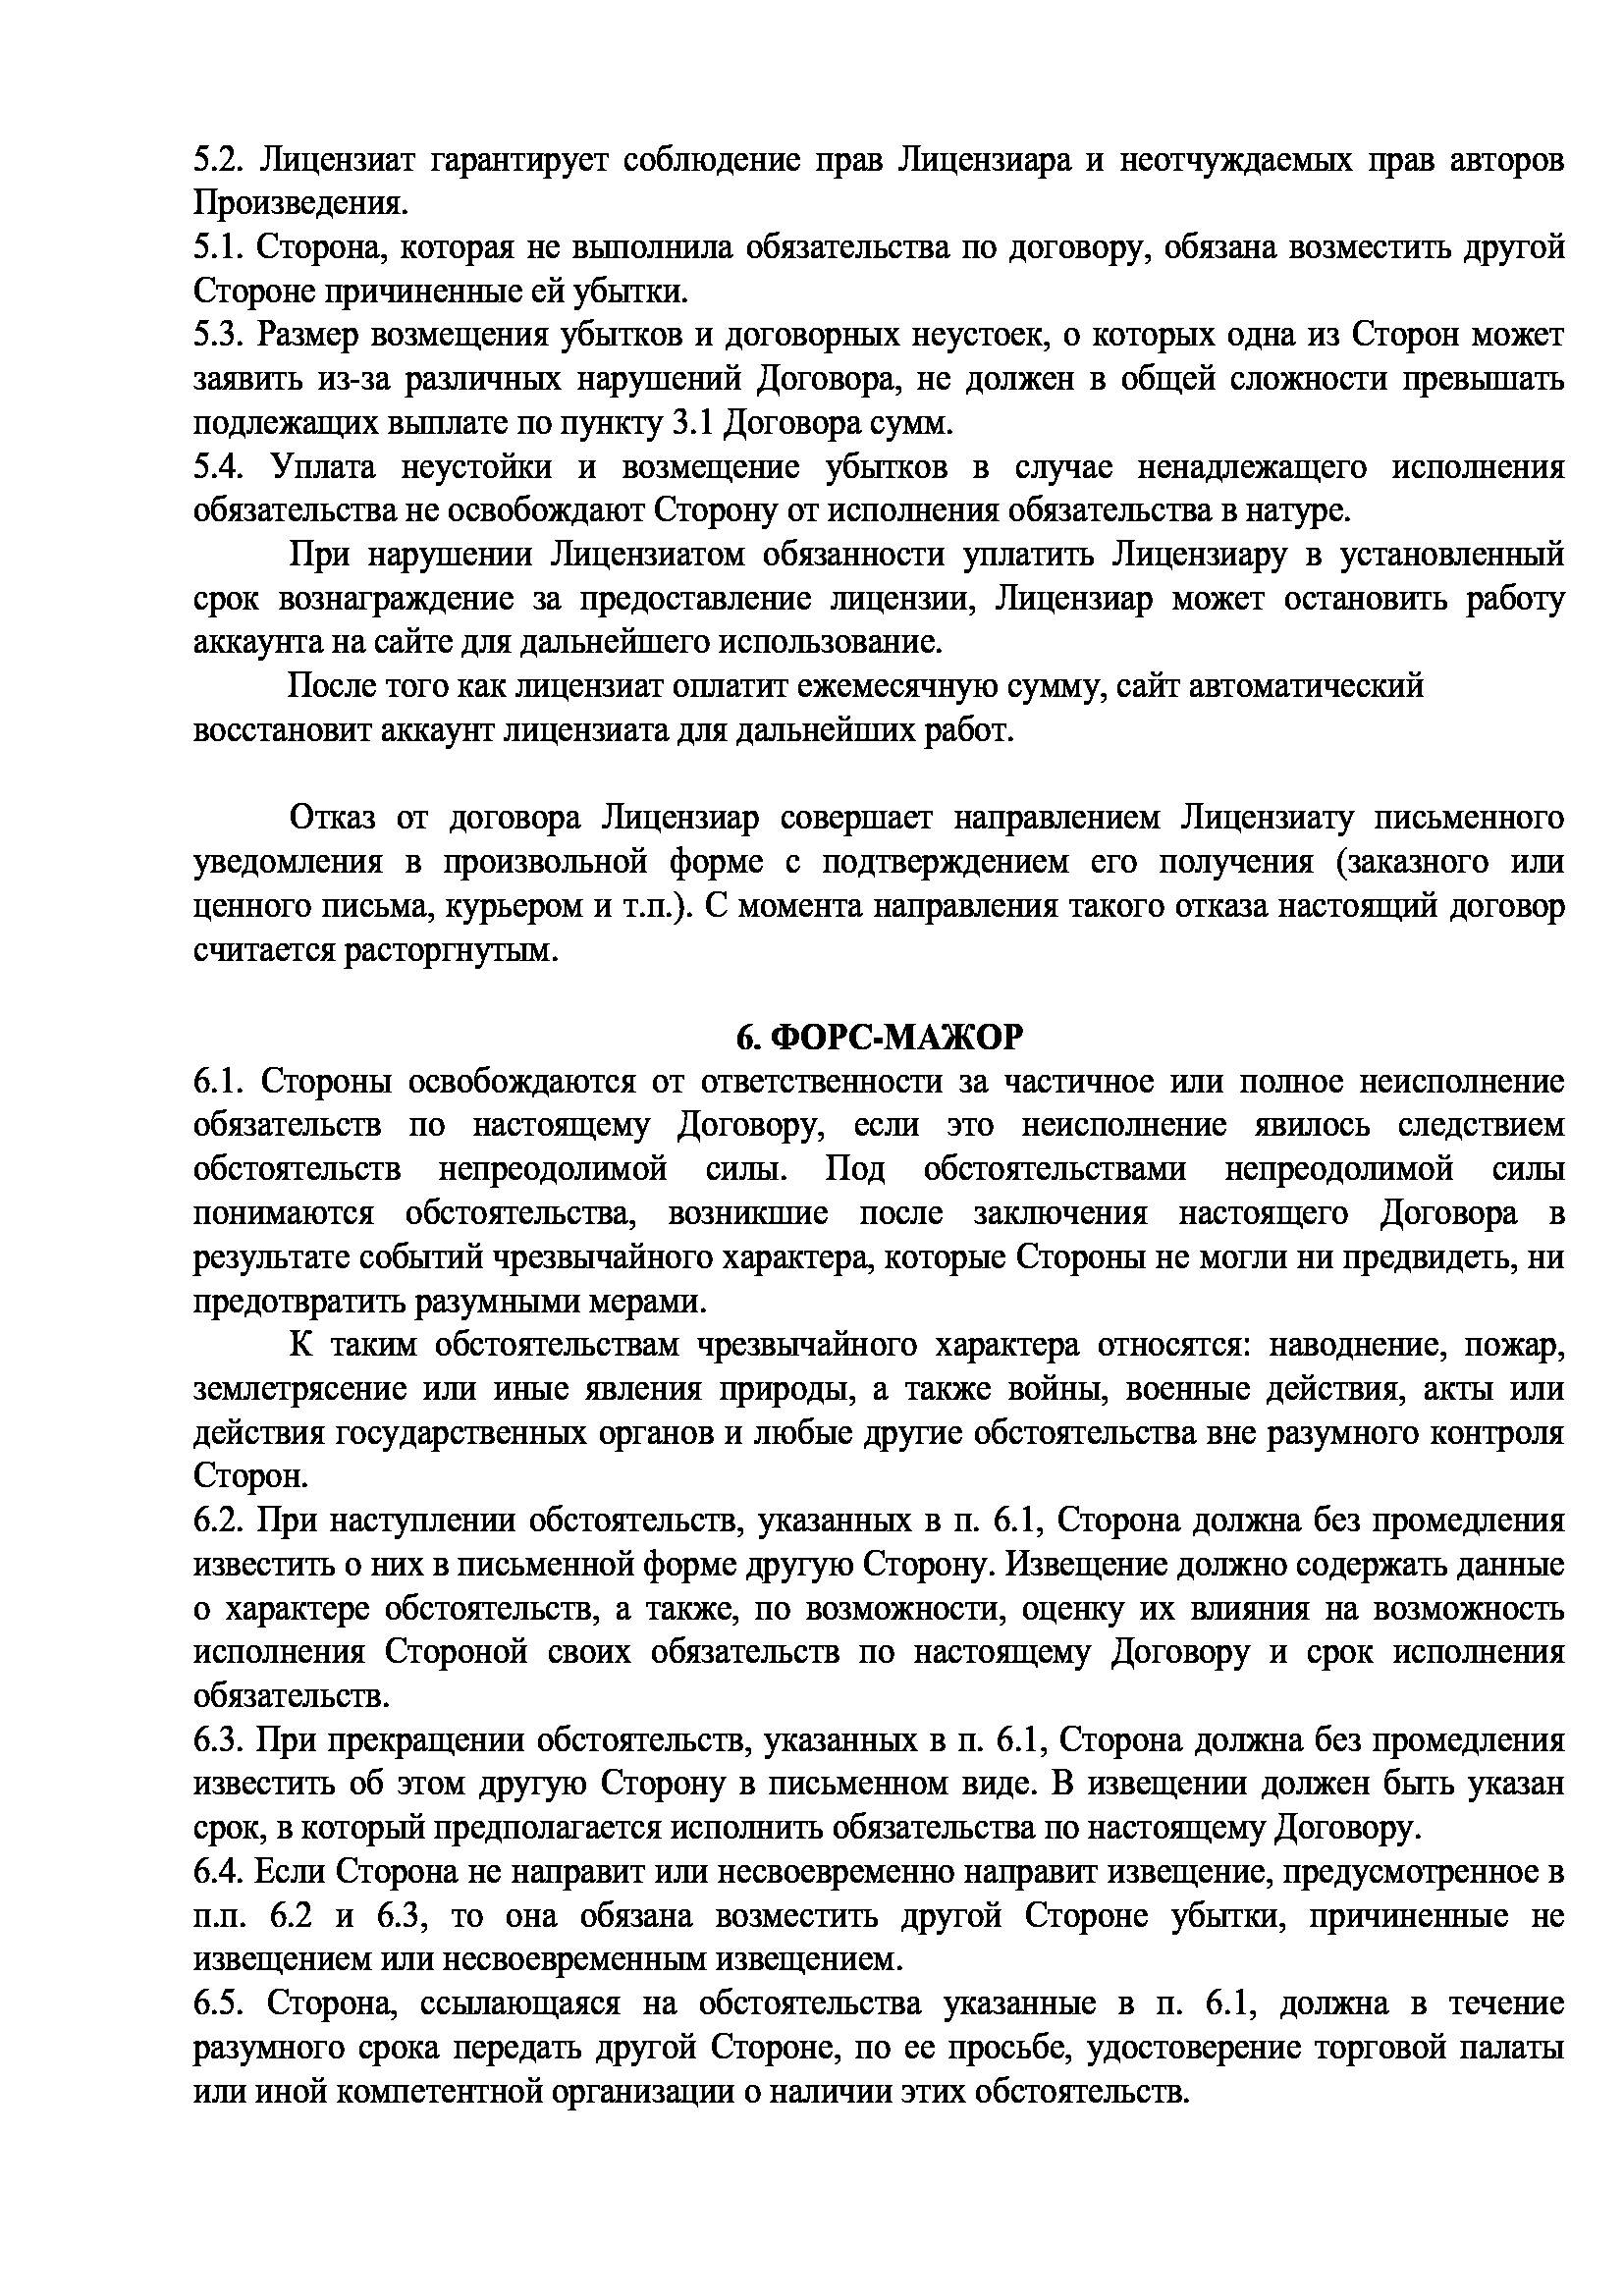 5.2. Лицензиат гарантирует соблюдение прав Лицензиара и неотчуждаемых прав авторов
Произведения.
5.1. Сторона, которая не выполнила обязательства по договору, обязана возместить другой
Стороне причиненные ей убытки.
5.3. Размер возмещения убытков и договорных неустоек, о которых одна из Сторон может
заявить из-за различных нарушений Договора, не должен в общей сложности превышать
подлежащих выплате по пункту 3.1 Договора сумм.
5.4. Уплата неустойки и возмещение убытков в случае ненадлежащего исполнения
обязательства не освобождают Сторону от исполнения обязательства в натуре.
При нарушении Лицензиатом обязанности уплатить Лицензиару в установленный
срок вознаграждение за предоставление лицензии, Лицензиар может остановить работу
аккаунта на сайте для дальнейшего использование.
После того как лицензиат оплатит ежемесячную сумму, сайт автоматический
восстановит аккаунт лицензиата для дальнейших работ.
Отказ от договора Лицензиар совершает направлением Лицензиату письменного
уведомления в произвольной форме с подтверждением его получения (заказного или
ценного письма, курьером и т.п.). С момента направления такого отказа настоящий договор
считается расторгнутым.
6. ФОРС-МАЖОР
6.1. Стороны освобождаются от ответственности за частичное или полное неисполнение
обязательств по настоящему Договору, если это неисполнение явилось следствием
обстоятельств непреодолимой силы. Под обстоятельствами непреодолимой силы
понимаются обстоятельства, возникшие после заключения настоящего Договора в
результате событий чрезвычайного характера, которые Стороны не могли ни предвидеть, ни
предотвратить разумными мерами.
К таким обстоятельствам чрезвычайного характера относятся: наводнение, пожар,
землетрясение или иные явления природы, а также войны, военные действия, акты или
действия государственных органов и любые другие обстоятельства вне разумного контроля
Сторон.
6.2. При наступлении обстоятельств, указанных в п. 6.1, Сторона должна без промедления
известить о них в письменной форме другую Сторону. Извещение должно содержать данные
о характере обстоятельств, а также, по возможности, оценку их влияния на возможность
исполнения Стороной своих обязательств по настоящему Договору и срок исполнения
обязательств.
6.3. При прекращении обстоятельств, указанных в п. 6.1, Сторона должна без промедления
известить об этом другую Сторону в письменном виде. В извещении должен быть указан
срок, в который предполагается исполнить обязательства по настоящему Договору.
6.4. Если Сторона не направит или несвоевременно направит извещение, предусмотренное в
п.п. 6.2 и 6.3, то она обязана возместить другой Стороне убытки, причиненные не
извещением или несвоевременным извещением.
6.5. Сторона, ссылающаяся на обстоятельства указанные в п. 6.1, должна в течение
разумного срока передать другой Стороне, по ее просьбе, удостоверение торговой палаты
или иной компетентной организации о наличии этих обстоятельств.